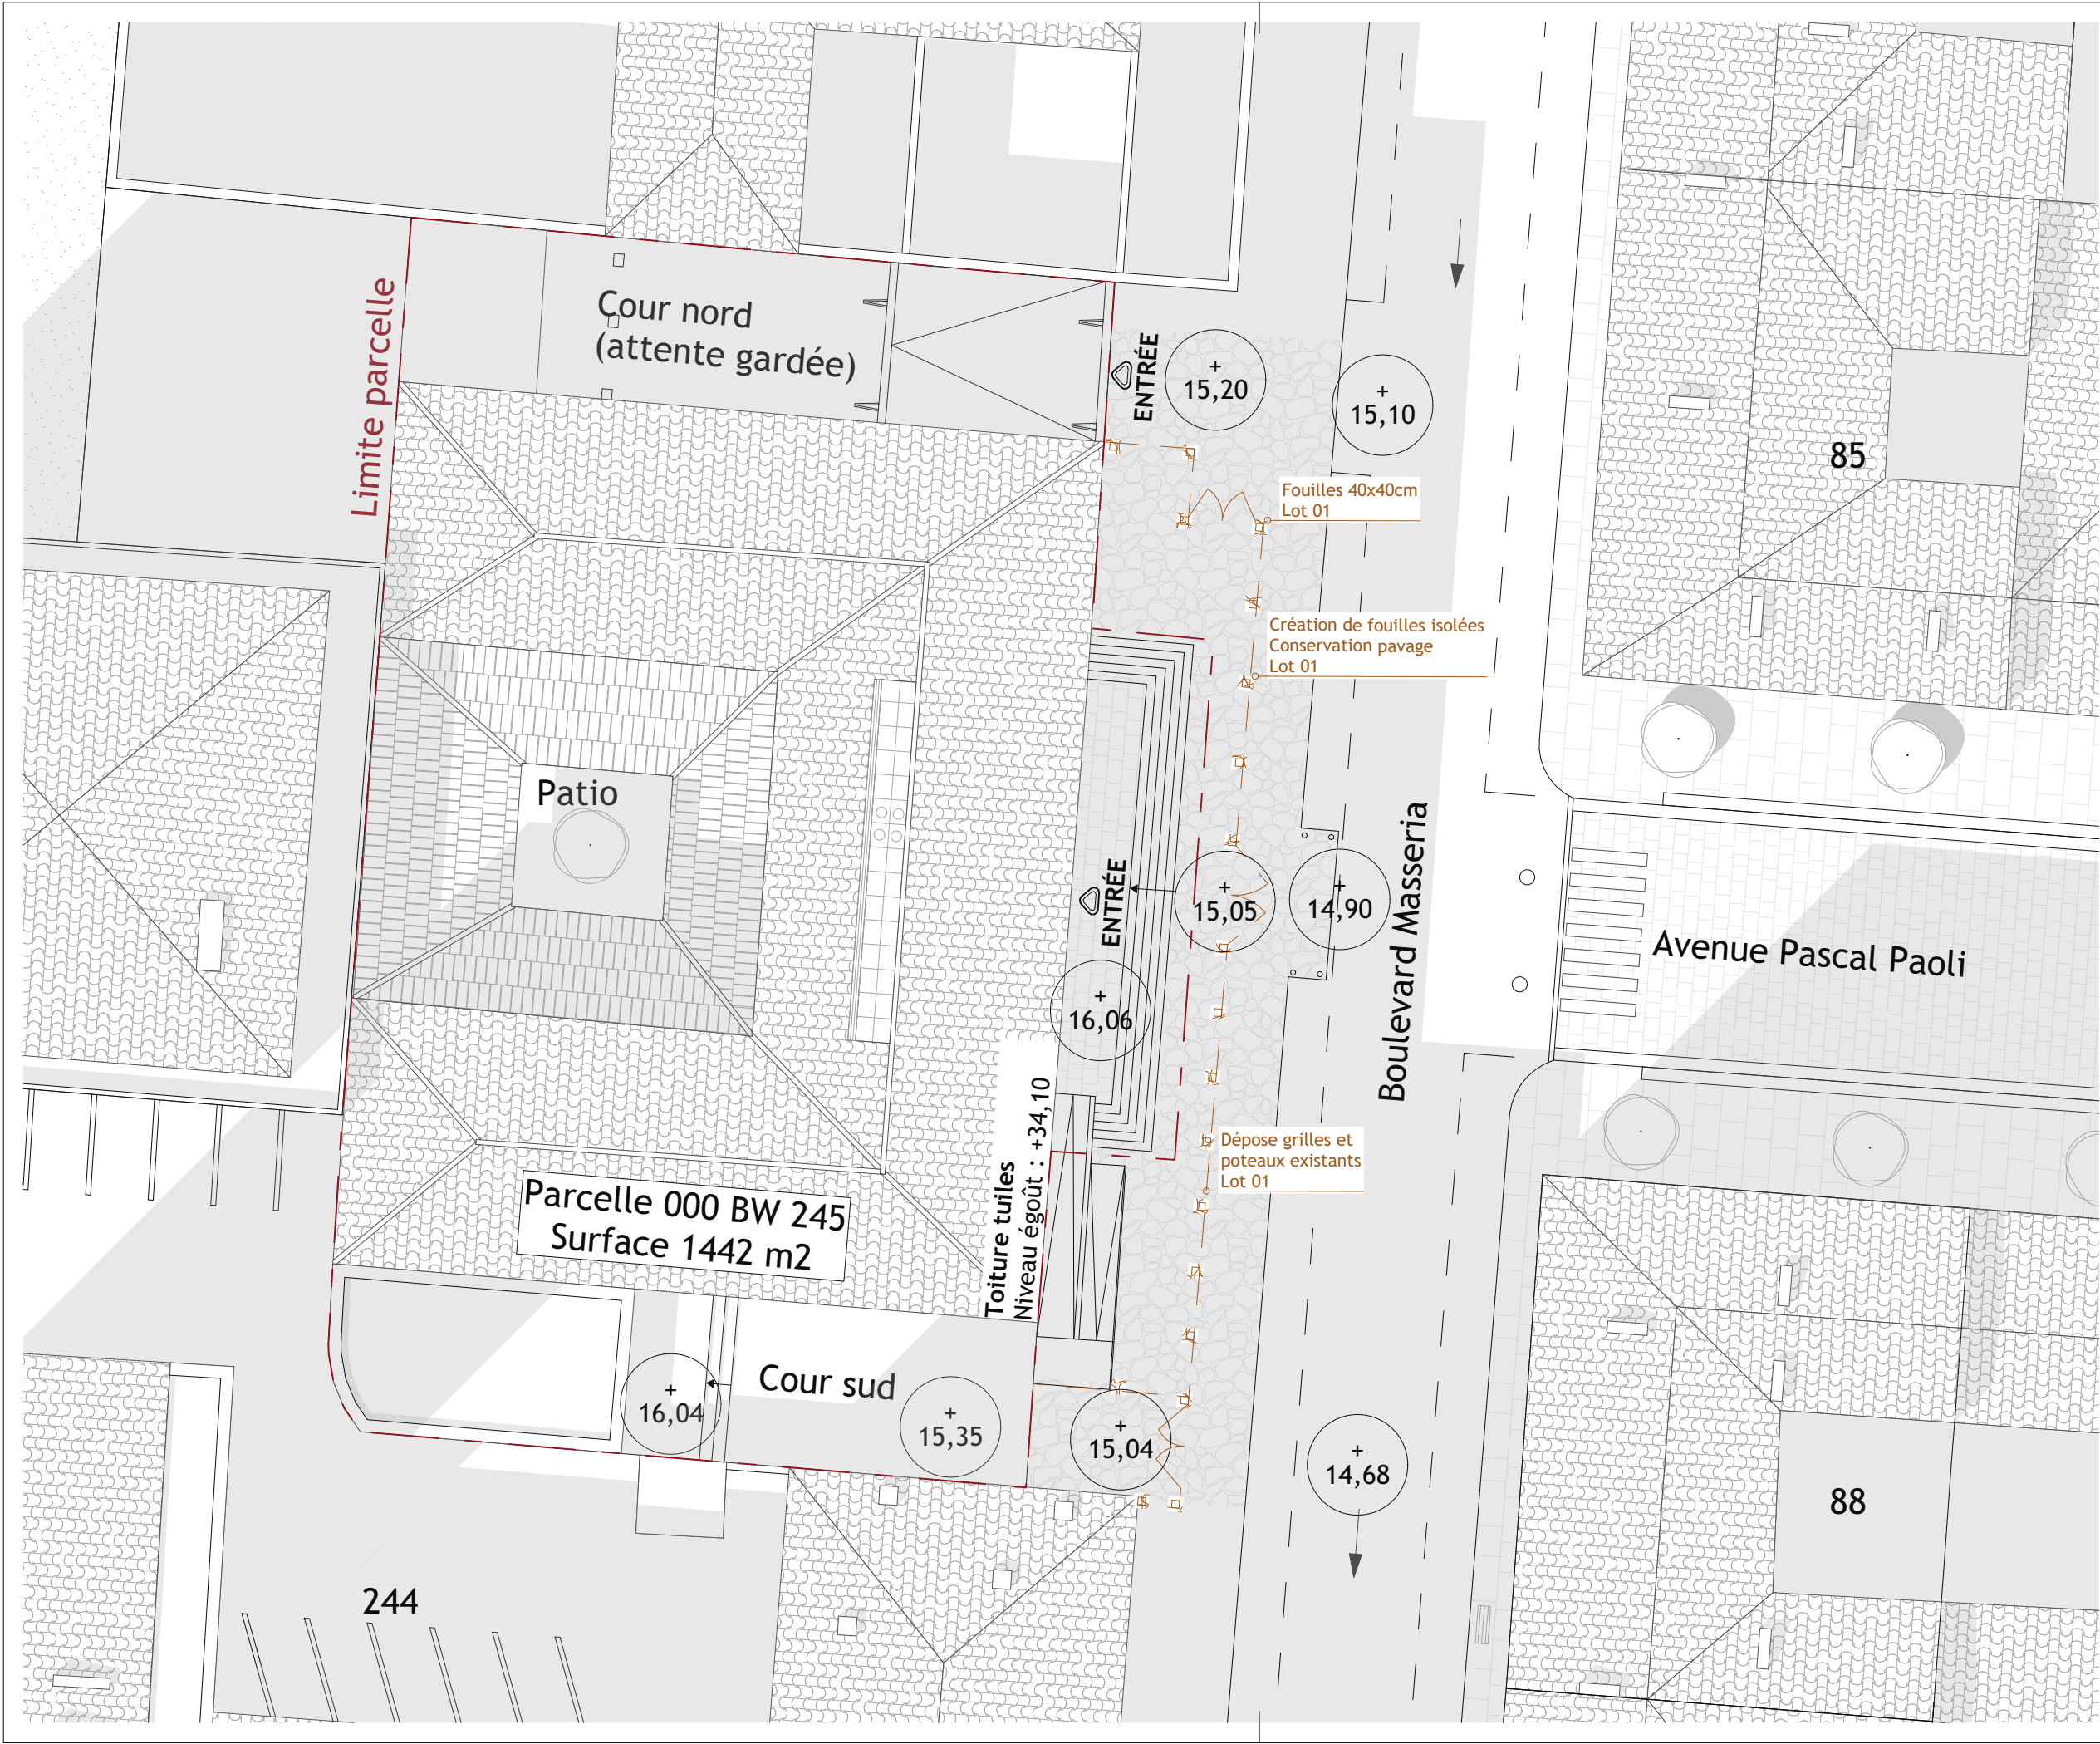 Cour nord
(attente gardée)
Limite parcelle
ENTRÉE
+
15,20
+
15,10
85
Fouilles 40x40cm
Lot 01
Création de fouilles isolées
Conservation pavage
Lot 01
Patio
ENTRÉE
+
15,05
+
14,90
Boulevard Masseria
Avenue Pascal Paoli
+
16,06
Toiture tuiles
Niveau égoût : +34,10
Dépose grilles et
poteaux existants
Lot 01
Parcelle 000 BW 245
Surface 1442 m2
Cour sud
+
16,04
+
15,35
+
15,04
+
14,68
88
244